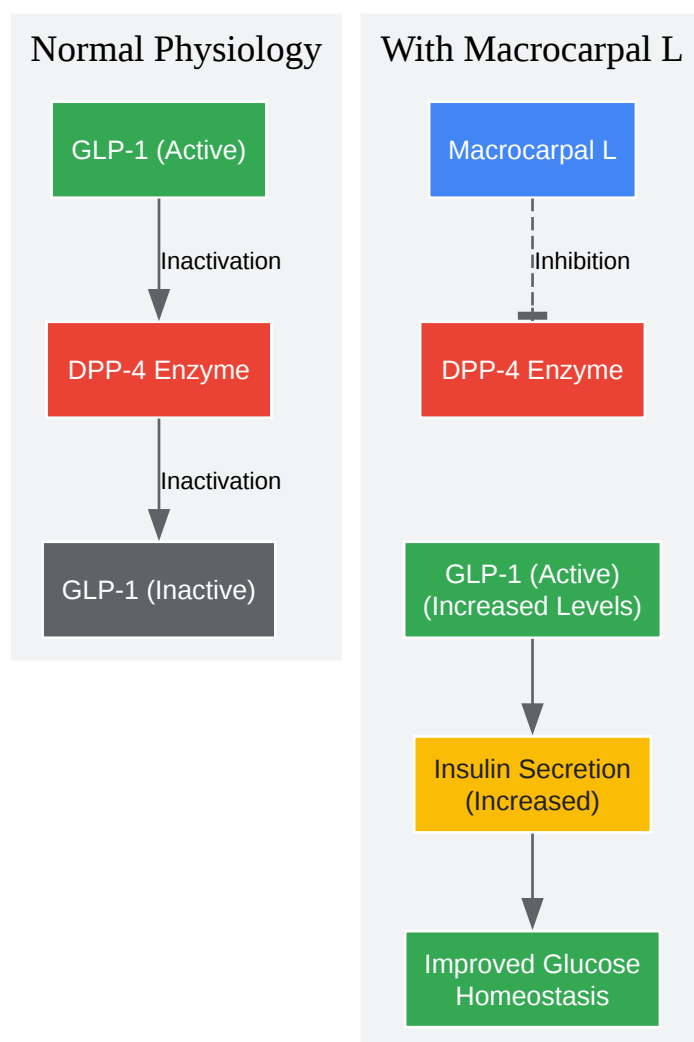 Normal Physiology
GLP-1 (Active)
Inactivation
DPP-4 Enzyme
Inactivation
GLP-1 (Inactive)
With Macrocarpal L
Macrocarpal L
Inhibition
DPP-4 Enzyme
GLP-1 (Active)
(Increased Levels)
Insulin Secretion
(Increased)
Improved Glucose
Homeostasis